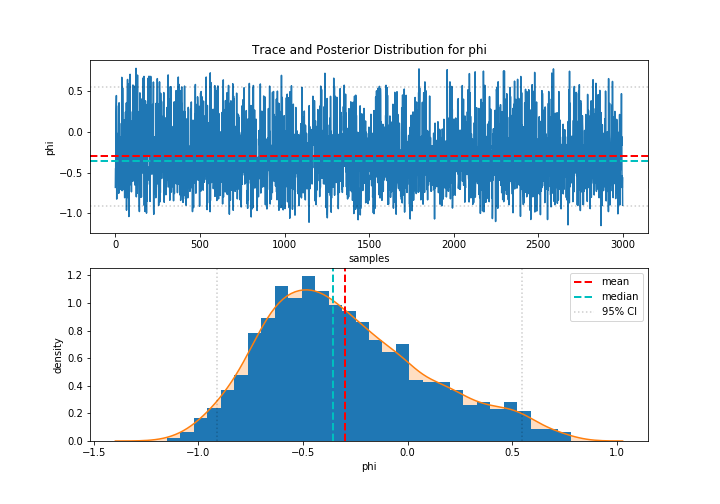 Trace and Posterior Distribution for phi
0.5
0.0
−0.5
−1.0
phi
0 500 1000 1500 2000 2500 3000
samples
1.2
1.0
0.8
0.6
0.4
0.2
0.0
density
mean
median
95% CI
−1.5 −1.0 −0.5 0.0 0.5 1.0
phi